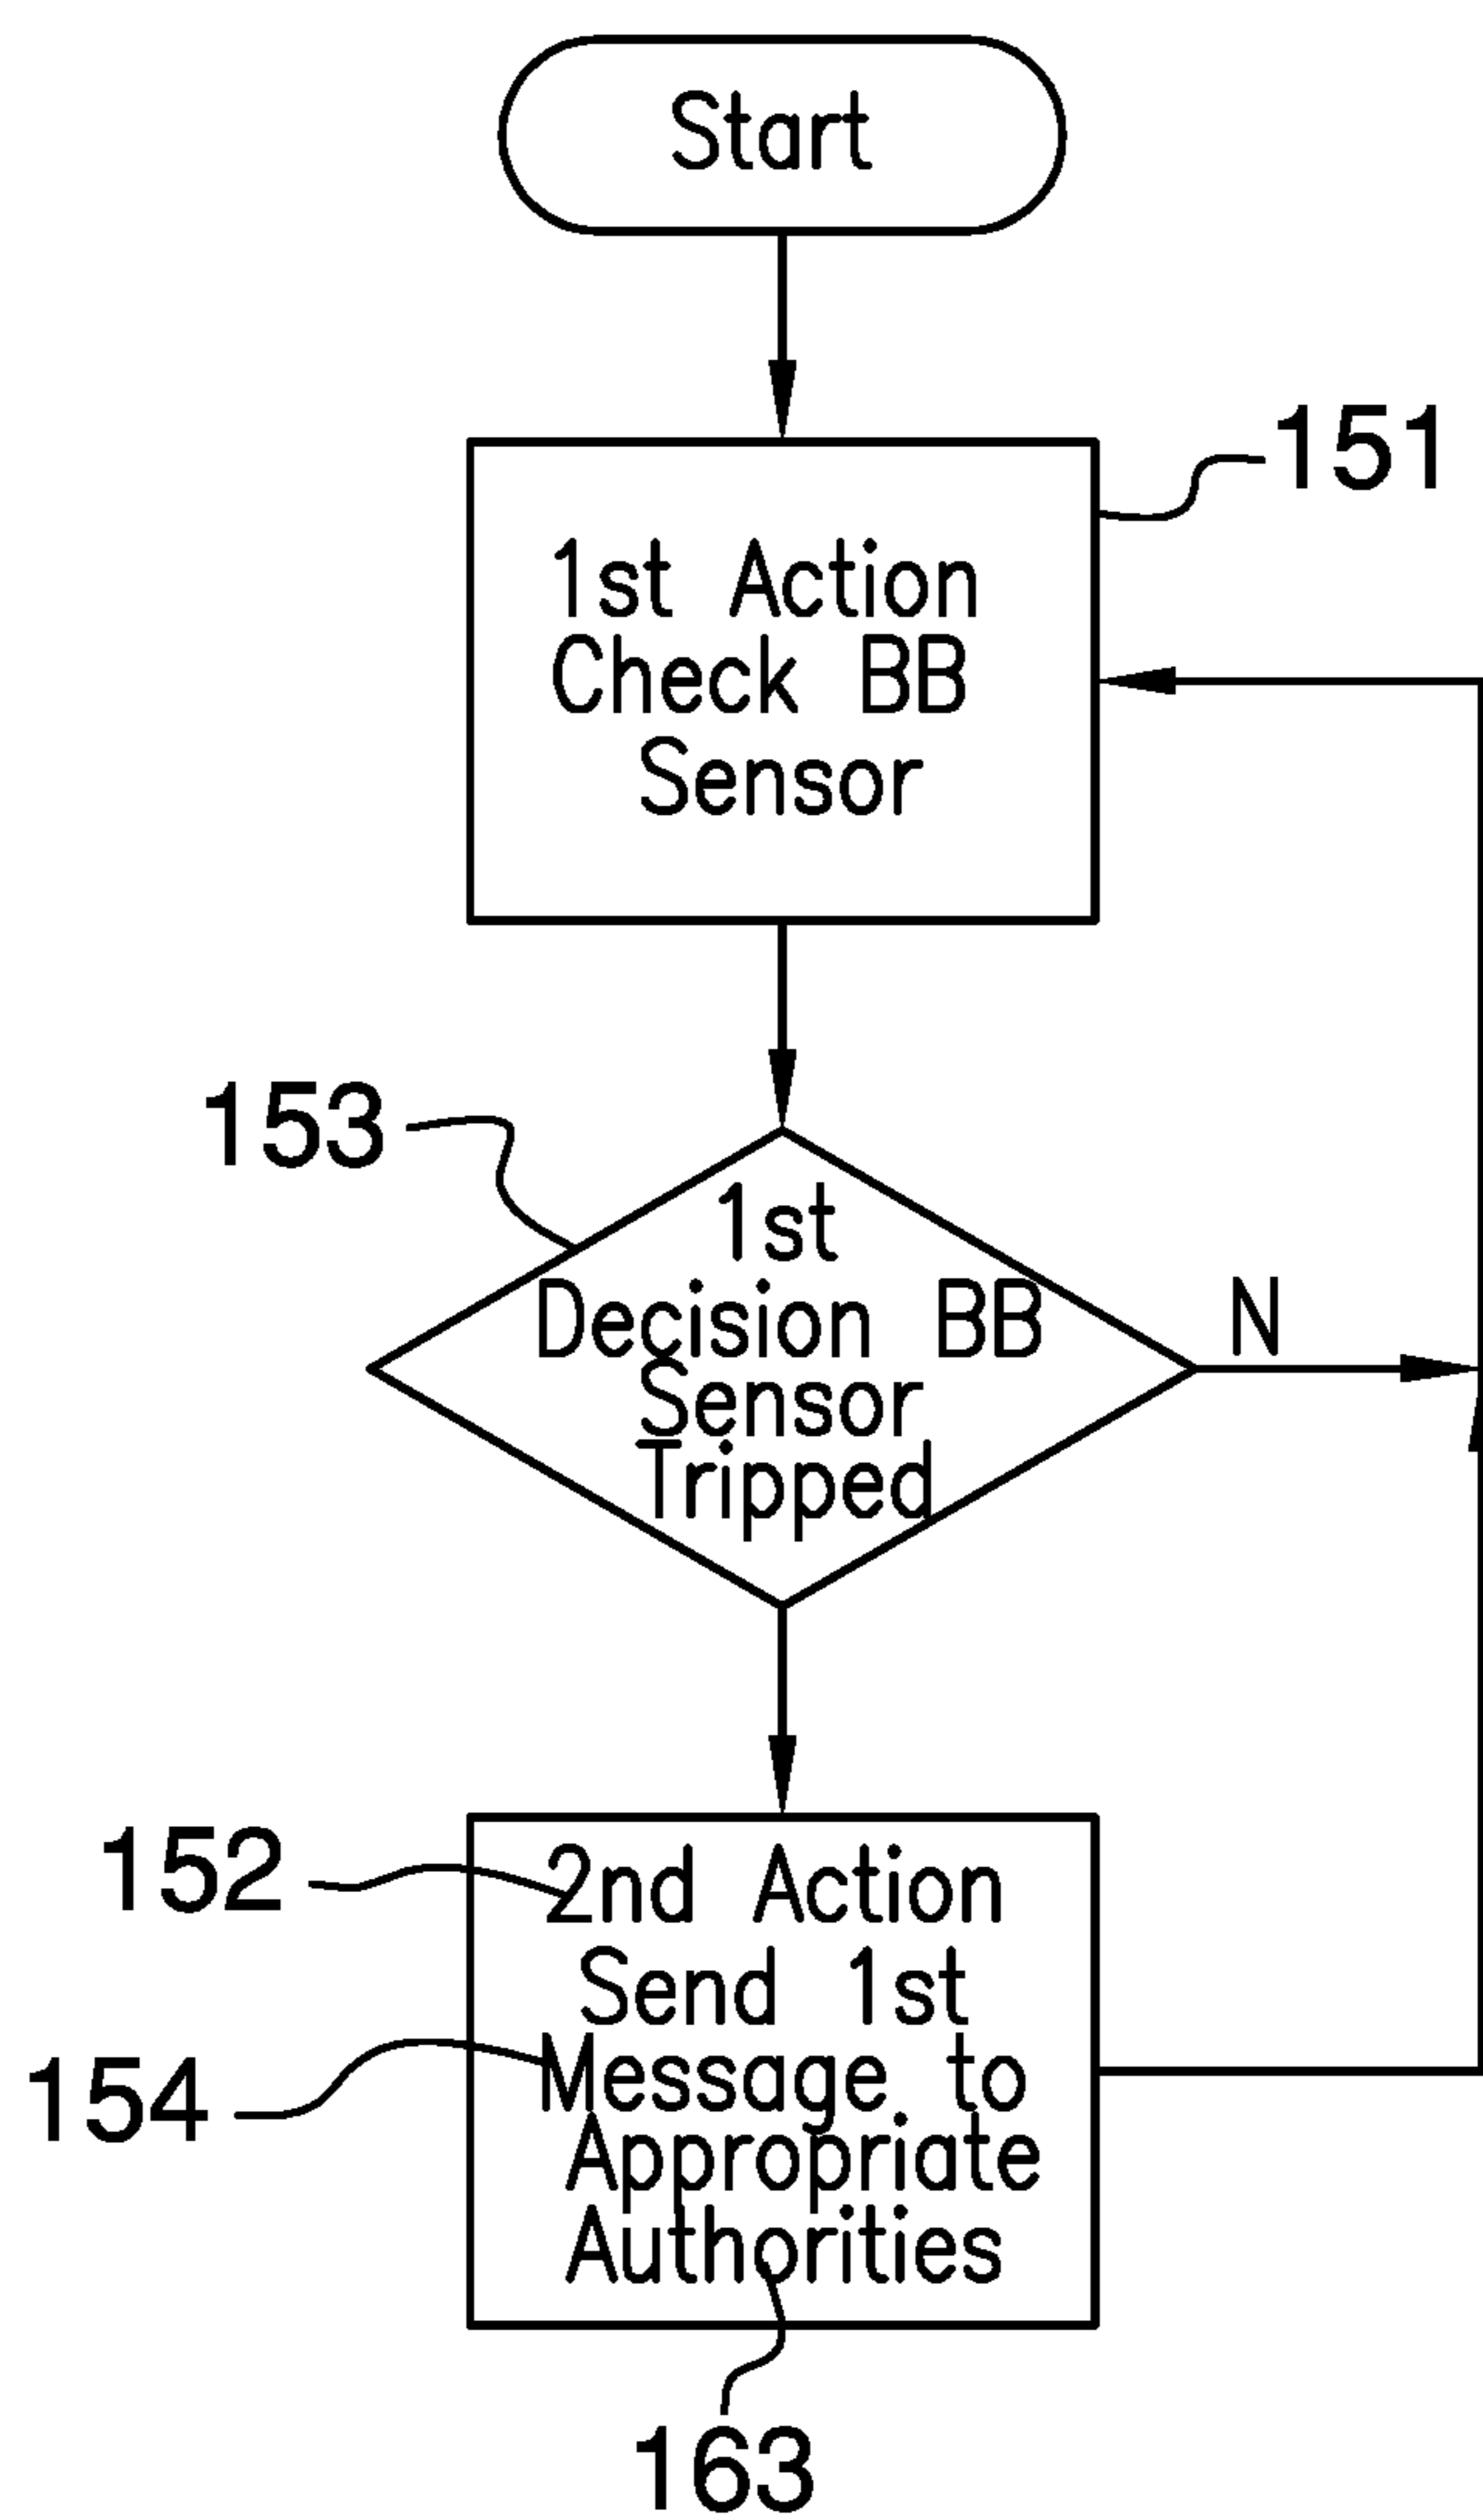 Start
151
1st Action
Check BB
Sensor
153
1st
Decision BB
Sensor
Tripped
N
152
2nd Action
Send 1st
154
Message to
Appropriate
Authorities
163